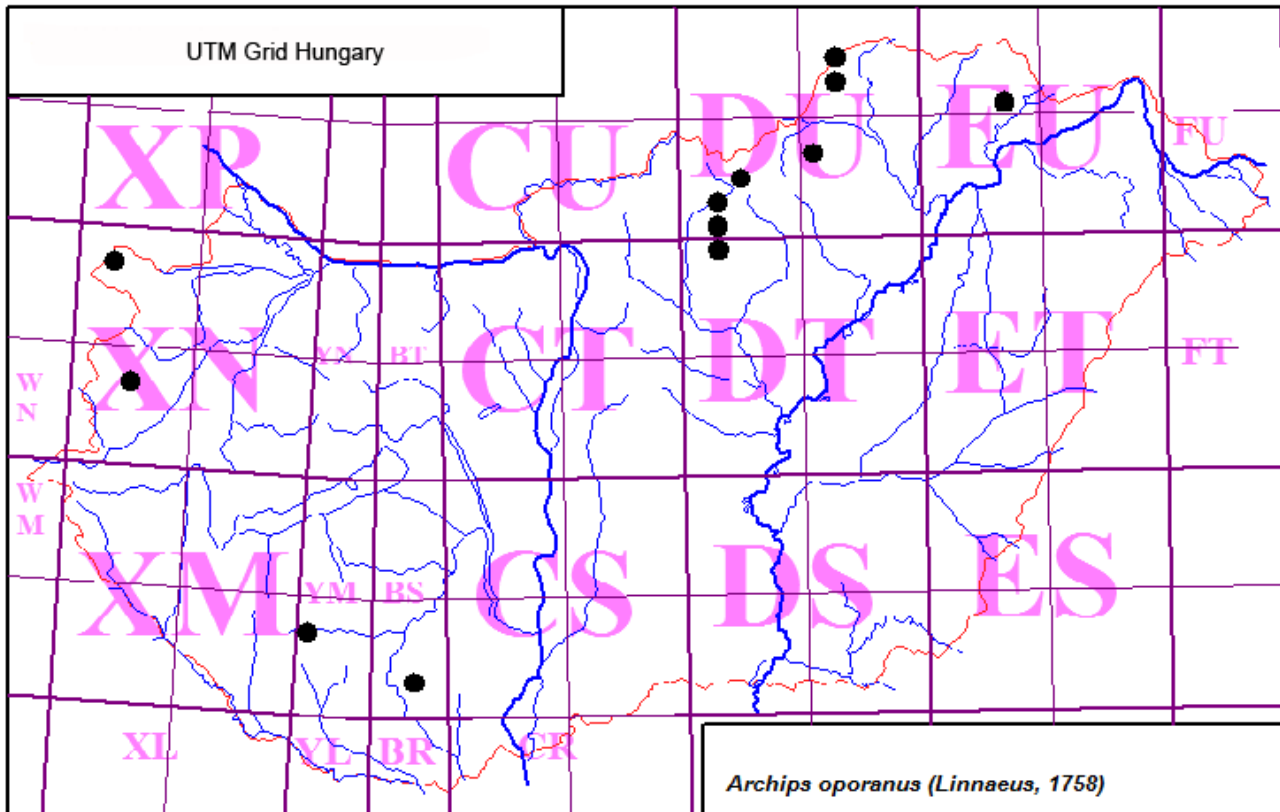 UTM Grid Hungary
XP
CU
DU
EU
FU
XN
YN
BT
CT
DT
ET
FT
W
N
W
M
XM
YM
BS
CS
DS
ES
XL
YL
BR
CR
Archips oporanus (Linnaeus, 1758)